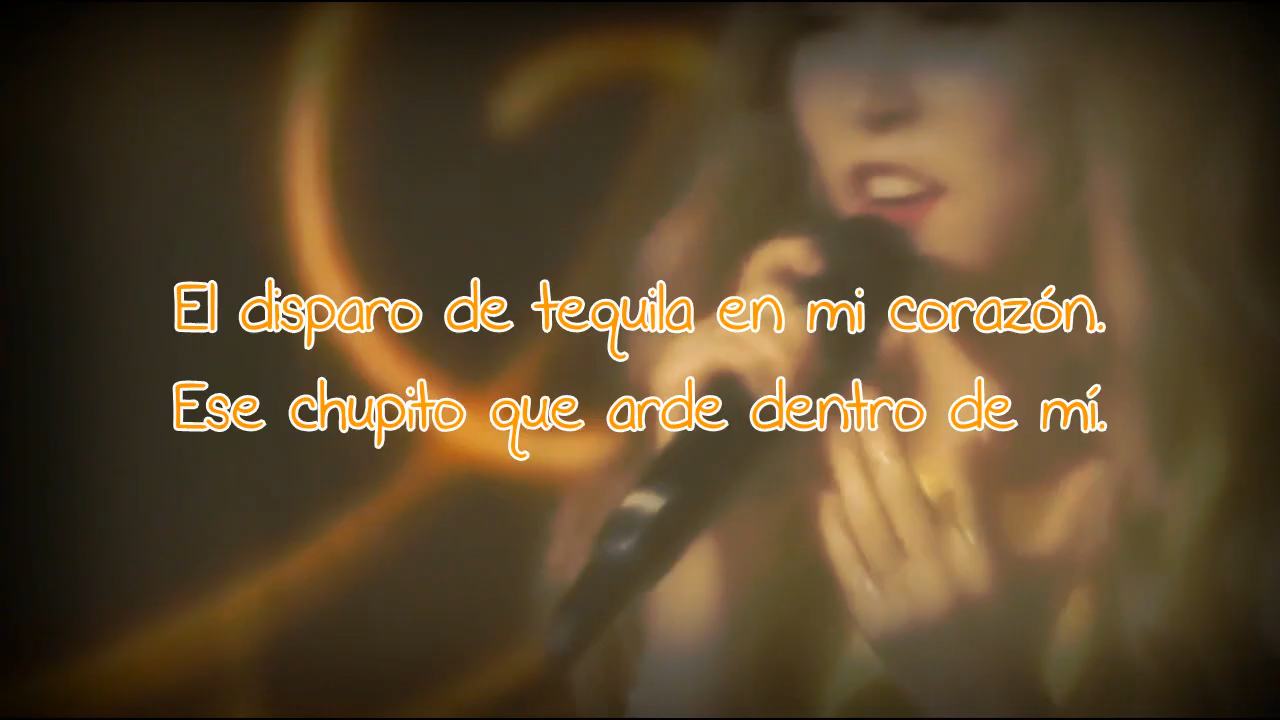 El disparo de tequila en mi corazón.
Ese chupito que arde dentro de mí.